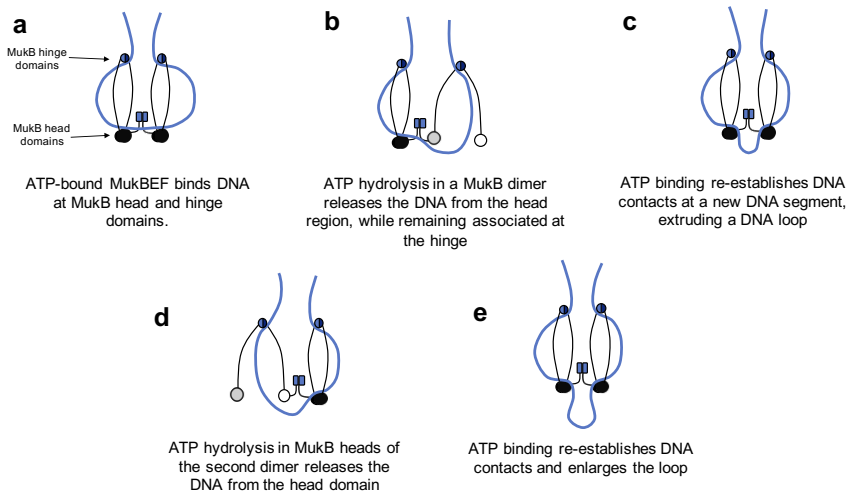 a
MukB hinge
domains
MukB head
domains
ATP-bound MukBEF binds DNA
at MukB head and hinge
domains.
b
ATP hydrolysis in a MukB dimer
releases the DNA from the head
region, while remaining associated at
the hinge
c
ATP binding re-establishes DNA
contacts at a new DNA segment,
extruding a DNA loop
d
ATP hydrolysis in MukB heads of
the second dimer releases the
DNA from the head domain
e
ATP binding re-establishes DNA
contacts and enlarges the loop